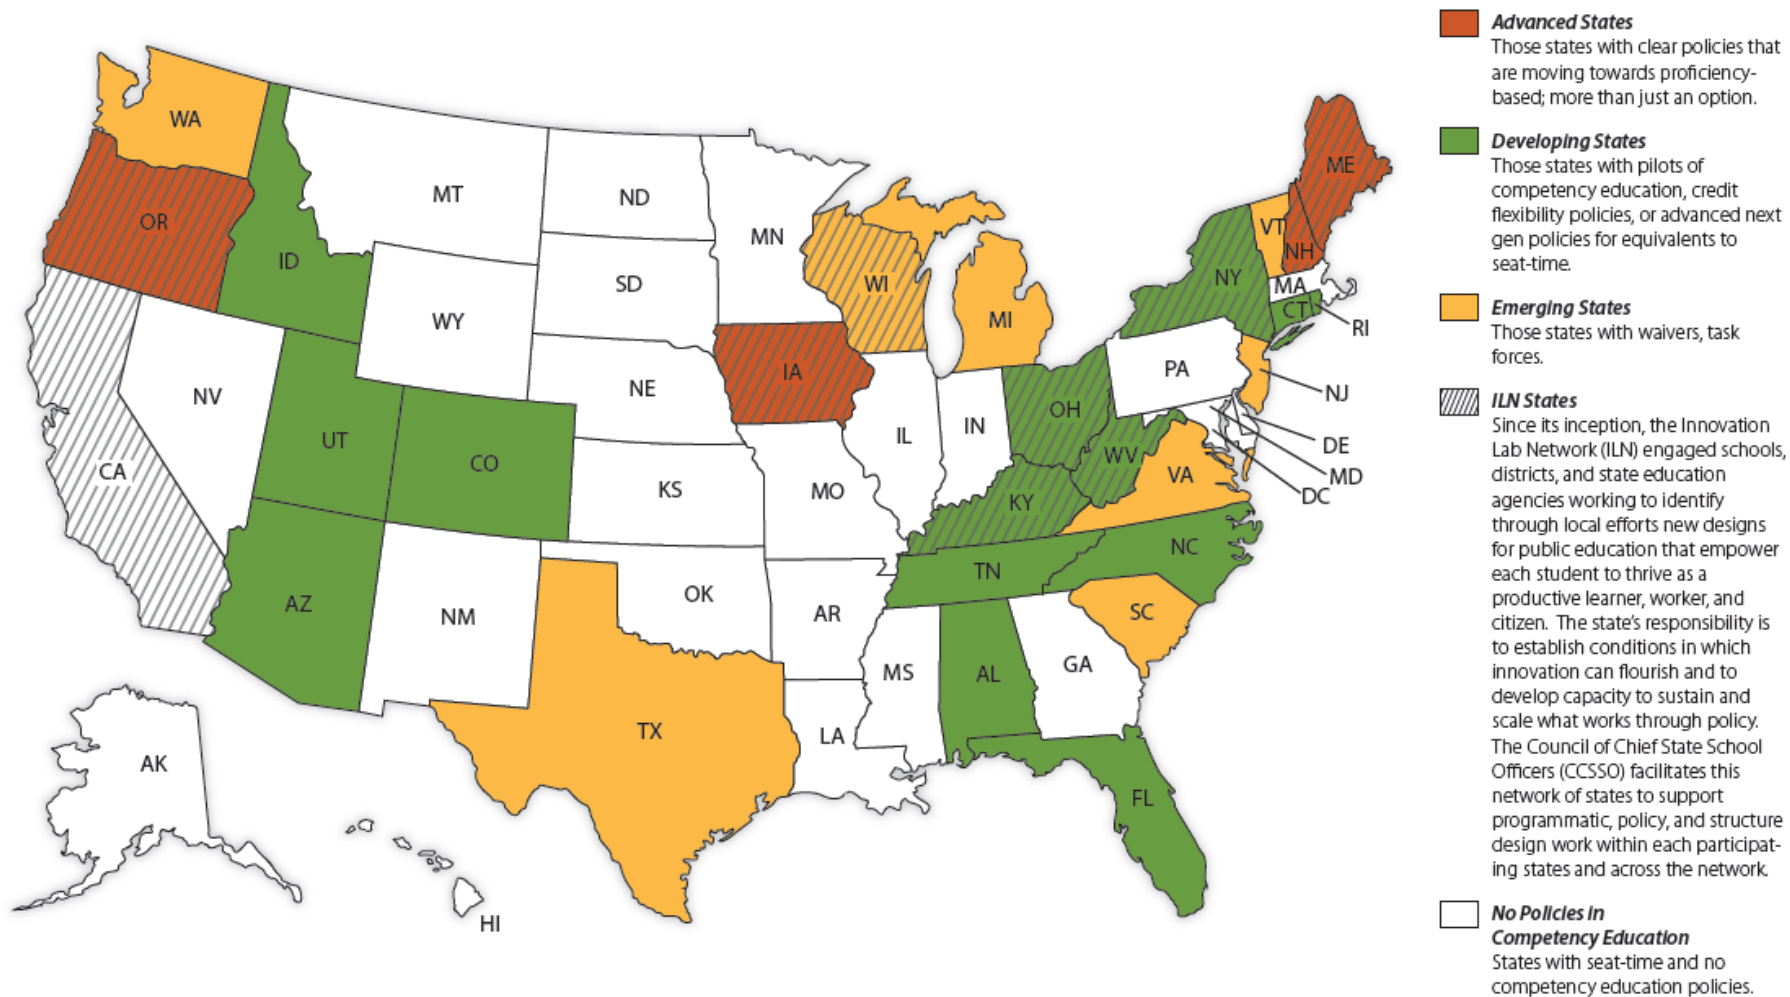 WA
OR
ID
MT
ND
MN
SD
WY
NE
NV
UT
CO
CA
KS
AZ
NM
OK
TX
IA
MO
AR
LA
WI
IL
MI
IN
OH
KY
TN
MS
AL
GA
FL
SC
NC
VA
WV
PA
NY
VT
NH
ME
MA
CT
RI
NJ
DE
MD
DC
AK
HI
Advanced States
Those states with clear policies that
are moving towards proficiency-
based; more than just an option.
Developing States
Those states with pilots of
competency education, credit
flexibility policies, or advanced next
gen policies for equivalents to
seat-time.
Emerging States
Those states with waivers, task
forces.
ILN States
Since its inception, the Innovation
Lab Network (ILN) engaged schools,
districts, and state education
agencies working to identify
through local efforts new designs
for public education that empower
each student to thrive as a
productive learner, worker, and
citizen. The state's responsibility is
to establish conditions in which
innovation can flourish and to
develop capacity to sustain and
scale what works through policy.
The Council of Chief State School
Officers (CCSSO) facilitates this
network of states to support
programmatic, policy, and structure
design work within each participat-
ing states and across the network.
No Policies in
Competency Education
States with seat-time and no
competency education policies.